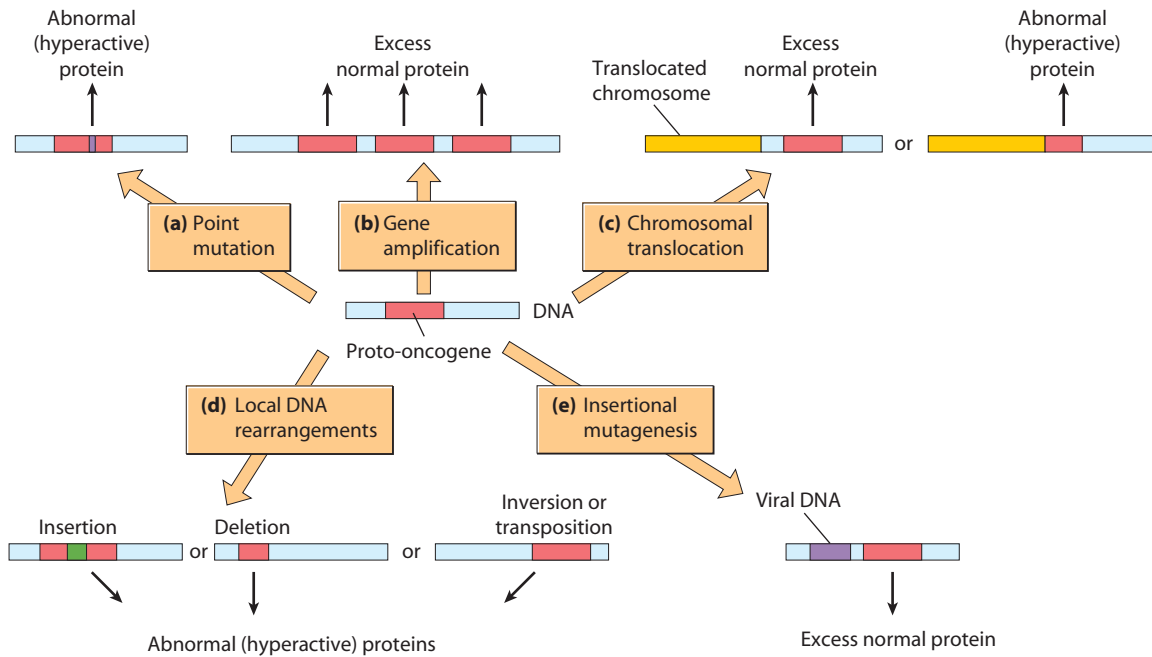 Abnormal
(hyperactive)
protein
Excess
normal protein
Translocated
chromosome
Excess
normal protein
Abnormal
(hyperactive)
protein
or
(a) Point
mutation
(b) Gene
amplification
(c) Chromosomal
translocation
DNA
Proto-oncogene
(d) Local DNA
rearrangements
(e) Insertional
mutagenesis
Insertion
or
Deletion
or
Inversion or
transposition
Viral DNA
Abnormal (hyperactive) proteins
Excess normal protein